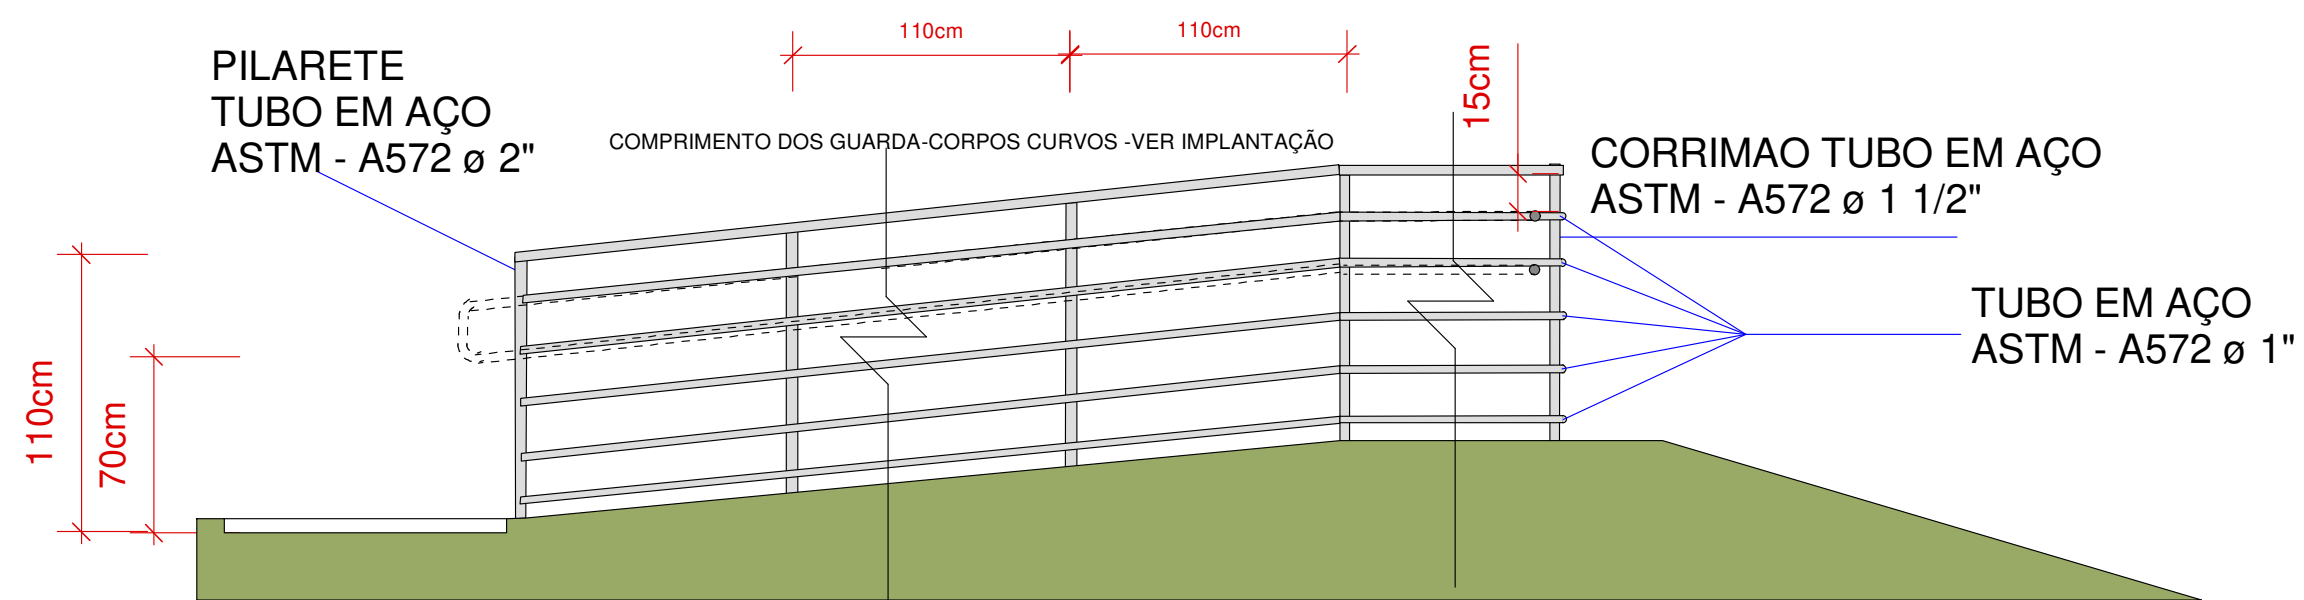 110cm
110cm
15cm
PILARETE
TUBO EM AÇO
ASTM - A572 ø 2"
COMPRIMENTO DOS GUARDA-CORPOS CURVOS -VER IMPLANTAÇÃO
CORRIMAO TUBO EM AÇO
ASTM - A572 ø 1 1/2"
TUBO EM AÇO
ASTM - A572 ø 1"
110cm
70cm